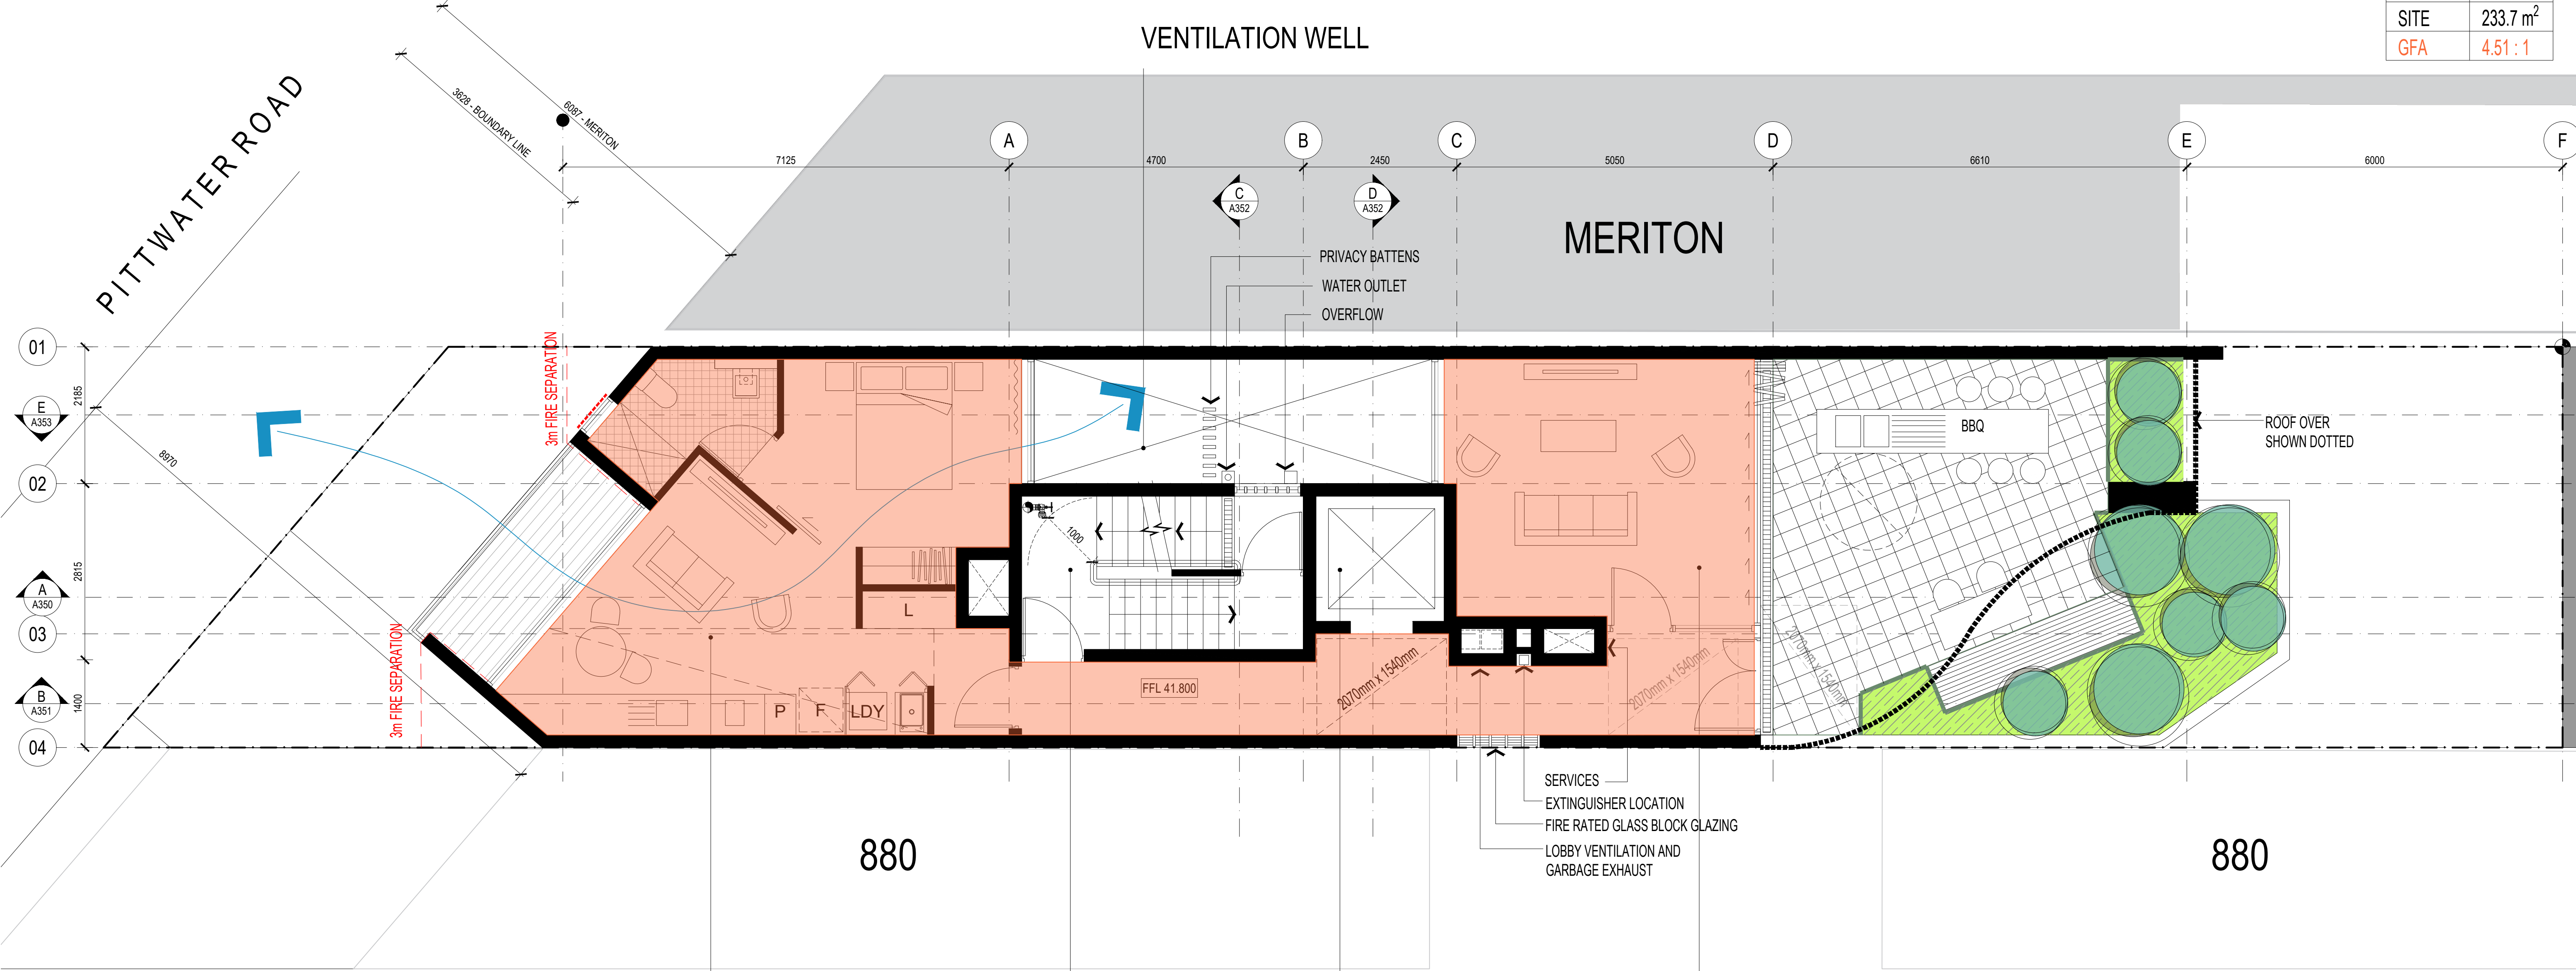 SITE 233.7 m²
GFA 4.51 : 1
VENTILATION WELL
PITTWATER ROAD
3628 - BOUNDARY LINE
6087 - MERITON
A
B
C
D
E
F
7125
4700
2450
5050
6610
6000
C
A352
D
A352
MERITON
PRIVACY BATTENS
WATER OUTLET
OVERFLOW
01
E
A353
02
A
A350
03
B
A351
04
2185
2815
1400
8970
3m FIRE SEPARATION
3m FIRE SEPARATION
1000
L
P
F
LDY
FFL 41.800
2070mm x 1540mm
2070mm x 1540mm
2070mm x 1540mm
BBQ
ROOF OVER
SHOWN DOTTED
SERVICES
EXTINGUISHER LOCATION
FIRE RATED GLASS BLOCK GLAZING
LOBBY VENTILATION AND
GARBAGE EXHAUST
880
880